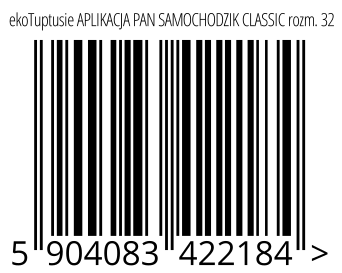 ekoTuptusie APLIKACJA PAN SAMOCHODZIK CLASSIC rozm. 32
5 904083 422184 >